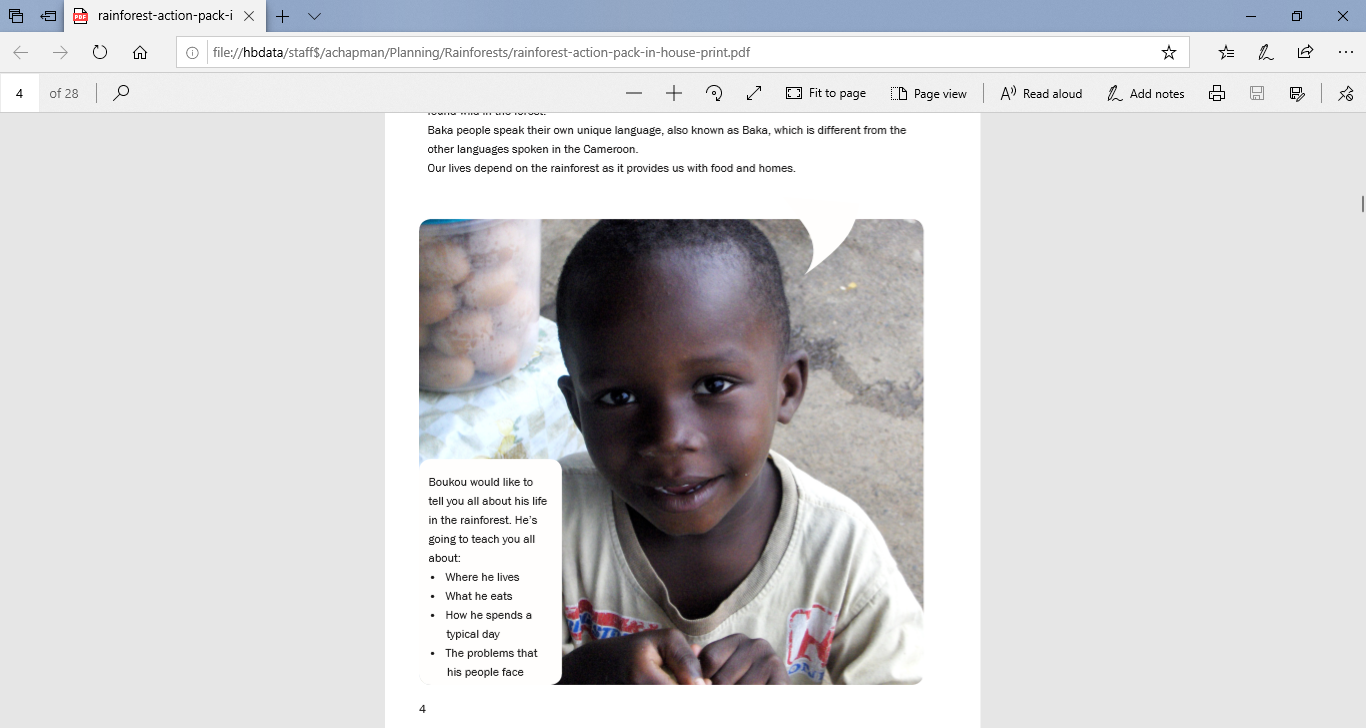 rainforest-action-pack-i
file://hbdata/staff$/achapman/Planning/Rainforests/rainforest-action-pack-in-house-print.pdf
4 of 28 Fit to page Page view Read aloud Add notes
found wild in the forest.
Baka people speak their own unique language, also known as Baka, which is different from the
other languages spoken in the Cameroon.
Our lives depend on the rainforest as it provides us with food and homes.
Boukou would like to
tell you all about his life
in the rainforest. He's
going to teach you all
about:
• Where he lives
• What he eats
• How he spends a
typical day
• The problems that
his people face
4